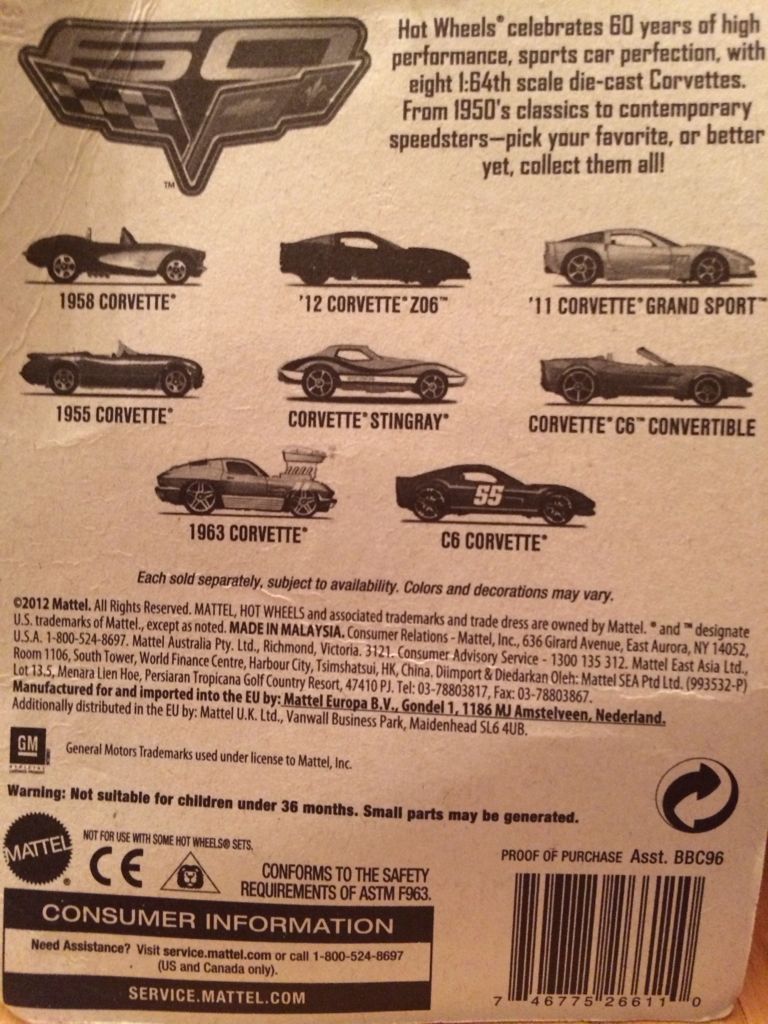 60
TM
Hot Wheels® celebrates 60 years of high
performance, sports car perfection, with
eight 1:64th scale die-cast Corvettes.
From 1950's classics to contemporary
speedsters—pick your favorite, or better
yet, collect them all!
1958 CORVETTE®
'12 CORVETTE® Z06™
'11 CORVETTE® GRAND SPORT™
1955 CORVETTE®
CORVETTE® STINGRAY®
CORVETTE® C6™ CONVERTIBLE
55
1963 CORVETTE®
C6 CORVETTE®
Each sold separately, subject to availability. Colors and decorations may vary.
©2012 Mattel. All Rights Reserved. MATTEL, HOT WHEELS and associated trademarks and trade dress are owned by Mattel. ® and ™ designate
U.S. trademarks of Mattel., except as noted. MADE IN MALAYSIA. Consumer Relations - Mattel, Inc., 636 Girard Avenue, East Aurora, NY 14052,
U.S.A. 1-800-524-8697. Mattel Australia Pty. Ltd., Richmond, Victoria. 3121. Consumer Advisory Service - 1300 135 312. Mattel East Asia Ltd.,
Room 1106, South Tower, World Finance Centre, Harbour City, Tsimshatsui, HK, China. Diimport & Diedarkan Oleh: Mattel SEA Ptd Ltd. (993532-P)
Lot 13.5, Menara Lien Hoe, Persiaran Tropicana Golf Country Resort, 47410 PJ. Tel: 03-78803817, Fax: 03-78803867.
Manufactured for and imported into the EU by: Mattel Europa B.V., Gondel 1, 1186 MJ Amstelveen, Nederland.
Additionally distributed in the EU by: Mattel U.K. Ltd., Vanwall Business Park, Maidenhead SL6 4UB.
GM
General Motors Trademarks used under license to Mattel, Inc.
Warning: Not suitable for children under 36 months. Small parts may be generated.
MATTEL®
NOT FOR USE WITH SOME HOT WHEELS® SETS.
CE
CONFORMS TO THE SAFETY
REQUIREMENTS OF ASTM F963.
PROOF OF PURCHASE Asst. BBC96
CONSUMER INFORMATION
Need Assistance? Visit service.mattel.com or call 1-800-524-8697
(US and Canada only).
SERVICE.MATTEL.COM
7 46775 26611 0